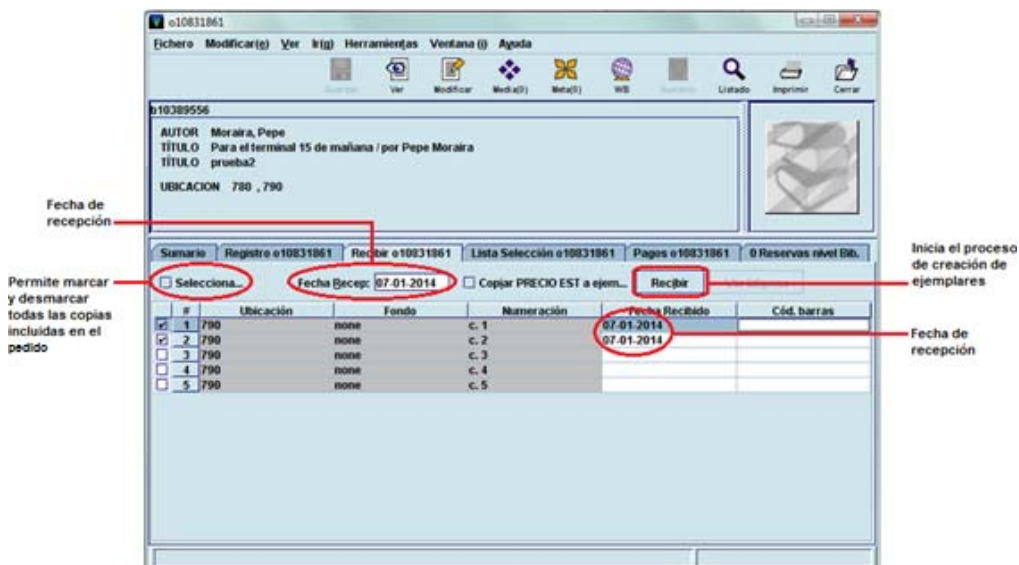 o10831861
Fichero Modificar(e) Ver Ir(q) Herramientas Ventana (i) Ayuda
Guardar Ver Modificar Media(0) Meta(0) WB Sumario Listado Imprimir Cerrar
b10389556
AUTOR Moraira, Pepe
TÍTULO Para el terminal 15 de mañana / por Pepe Moraira
TÍTULO prueba2
UBICACION 780 , 790
Fecha de
recepción
Sumario Registro o10831861 Recibir o10831861 Lista Selección o10831861 Pagos o10831861 0 Reservas nivel Bib.
Selecciona... Fecha Recep: 07-01-2014 Copiar PRECIO EST a ejem... Recibir
Inicia el proceso
de creación de
ejemplares
Permite marcar
y desmarcar
todas las copias
incluidas en el
pedido
# Ubicación Fondo Numeración Fecha Recibido Cód. barras
1 790 none c. 1 07-01-2014
2 790 none c. 2 07-01-2014
3 790 none c. 3
4 790 none c. 4
5 790 none c. 5
Fecha de
recepción